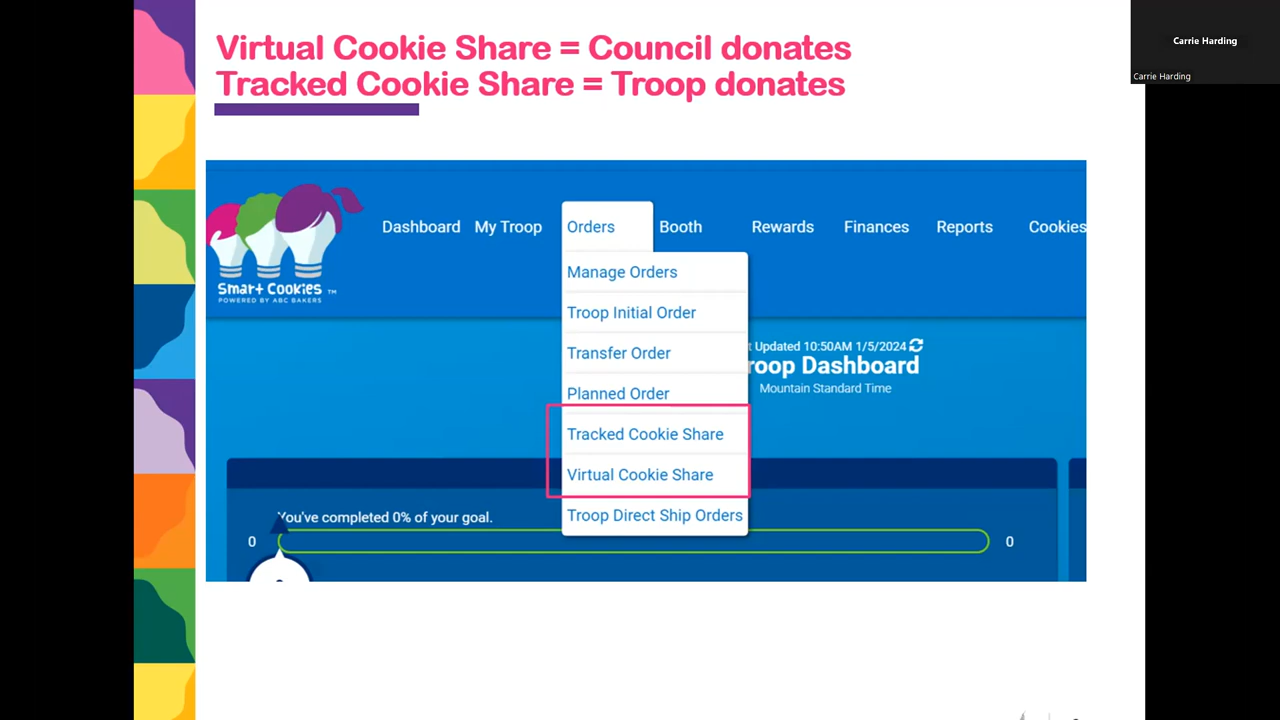 Virtual Cookie Share = Council donates
Tracked Cookie Share = Troop donates
Carrie Harding
Carrie Harding
Smart Cookies ™
POWERED BY ABC BAKERS
Dashboard My Troop Orders Booth Rewards Finances Reports Cookies
Manage Orders
Troop Initial Order
Transfer Order
Planned Order
Tracked Cookie Share
Virtual Cookie Share
Troop Direct Ship Orders
t Updated 10:50AM 1/5/2024
roop Dashboard
Mountain Standard Time
You've completed 0% of your goal.
0 0